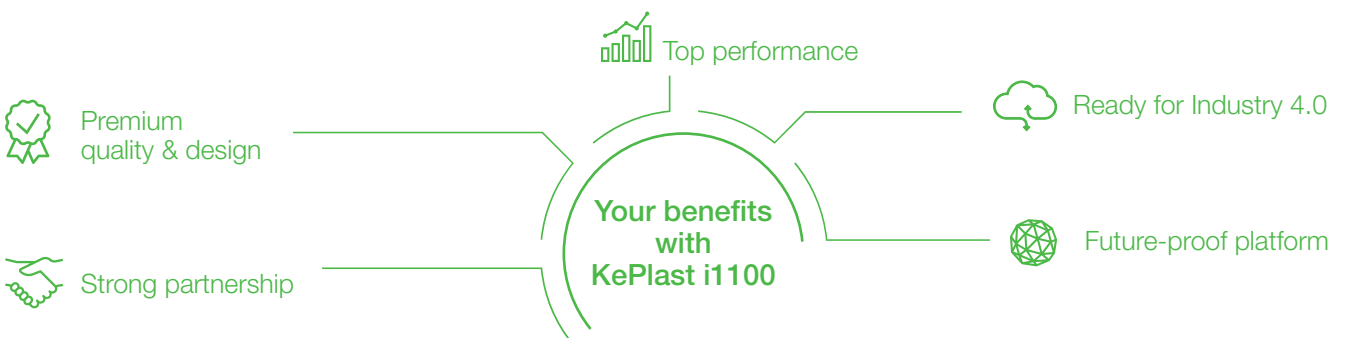 Top performance
Premium
quality & design
Ready for Industry 4.0
Your benefits
with
KePlast i1100
Future-proof platform
Strong partnership